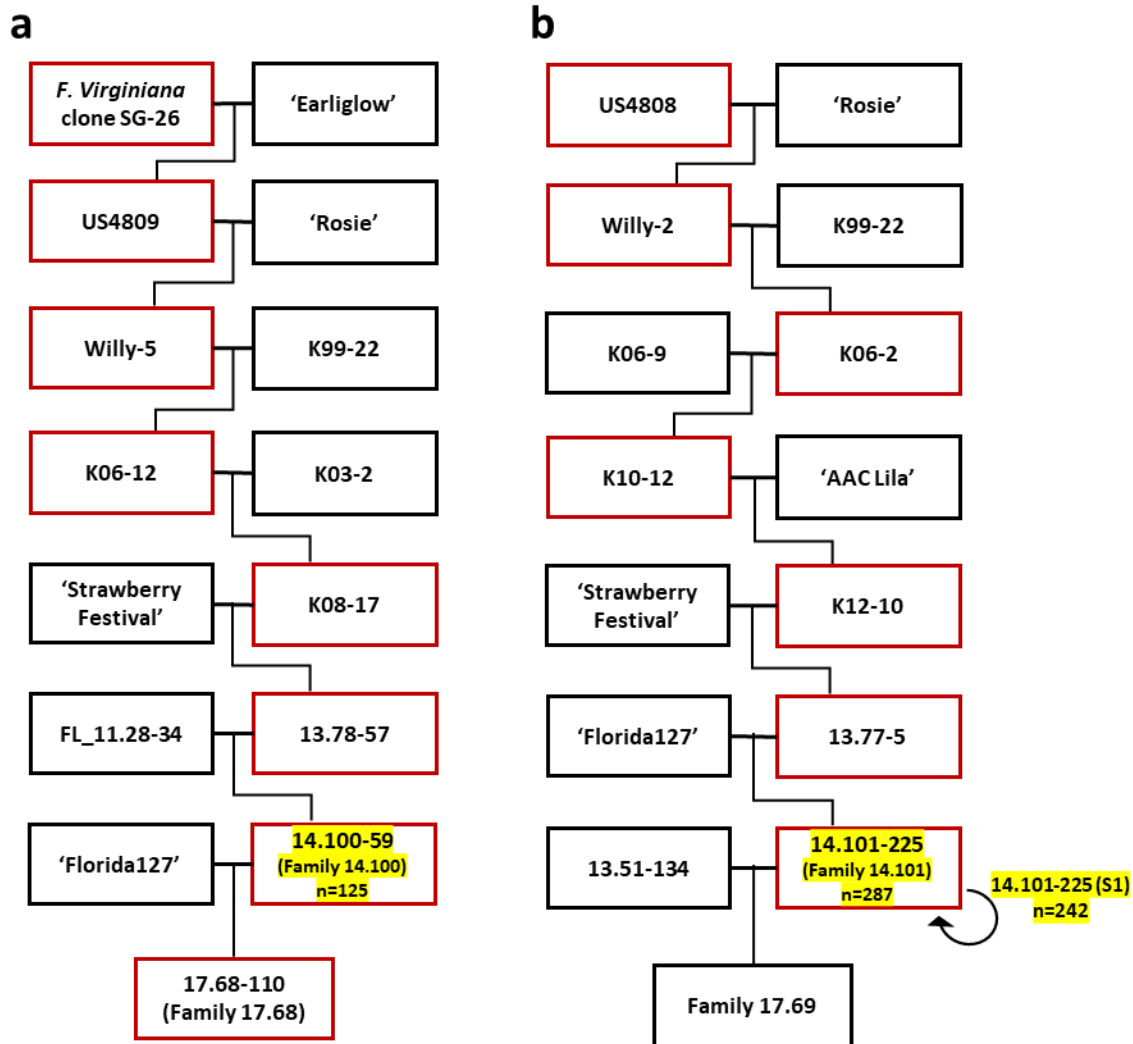 a
F. Virginiana
clone SG-26
‘Earliglow’
US4809
‘Rosie’
Willy-5
K99-22
K06-12
K03-2
‘Strawberry
Festival’
K08-17
FL_11.28-34
13.78-57
‘Florida127’
14.100-59
(Family 14.100)
n=125
17.68-110
(Family 17.68)
b
US4808
‘Rosie’
Willy-2
K99-22
K06-9
K06-2
K10-12
‘AAC Lila’
‘Strawberry
Festival’
K12-10
‘Florida127’
13.77-5
13.51-134
14.101-225
(Family 14.101)
n=287
14.101-225 (S1)
n=242
Family 17.69